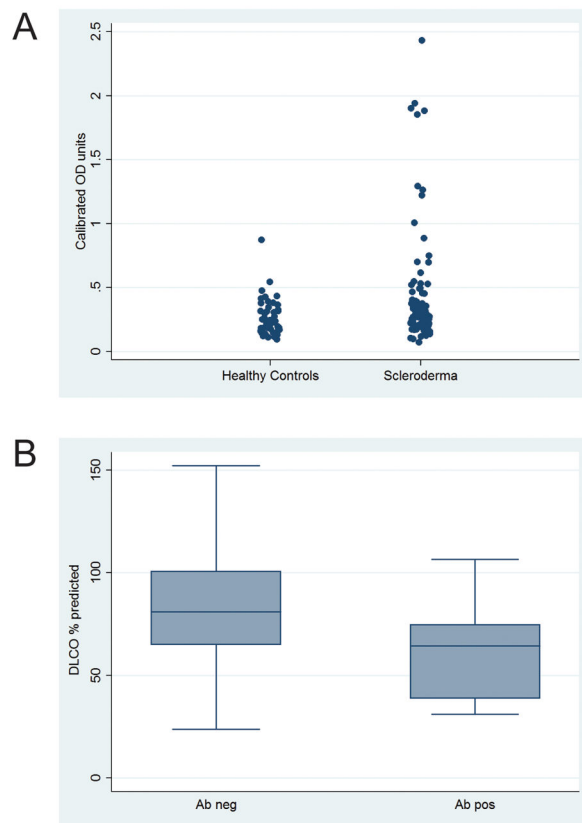 A
Calibrated OD units
2.5
2
1.5
1
.5
0
Healthy Controls Scleroderma
B
DLCO % predicted
150
100
50
0
Ab neg Ab pos